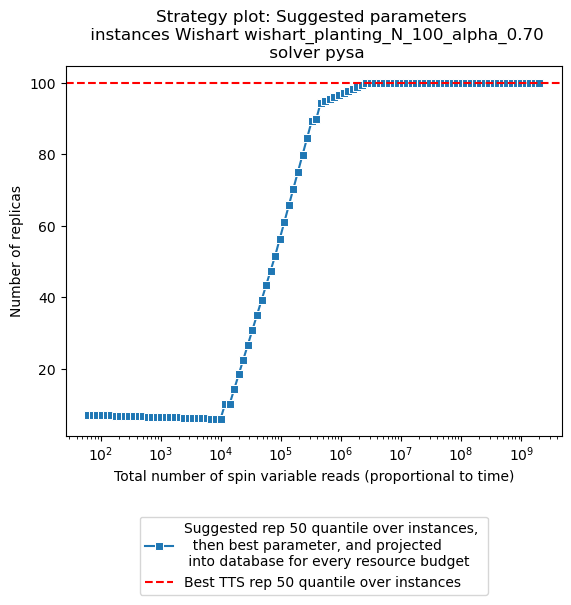 Strategy plot: Suggested parameters
instances Wishart wishart_planting_N_100_alpha_0.70
solver pysa
Number of replicas
100
80
60
40
20
10² 10³ 10⁴ 10⁵ 10⁶ 10⁷ 10⁸ 10⁹
Total number of spin variable reads (proportional to time)
Suggested rep 50 quantile over instances,
then best parameter, and projected
into database for every resource budget
Best TTS rep 50 quantile over instances